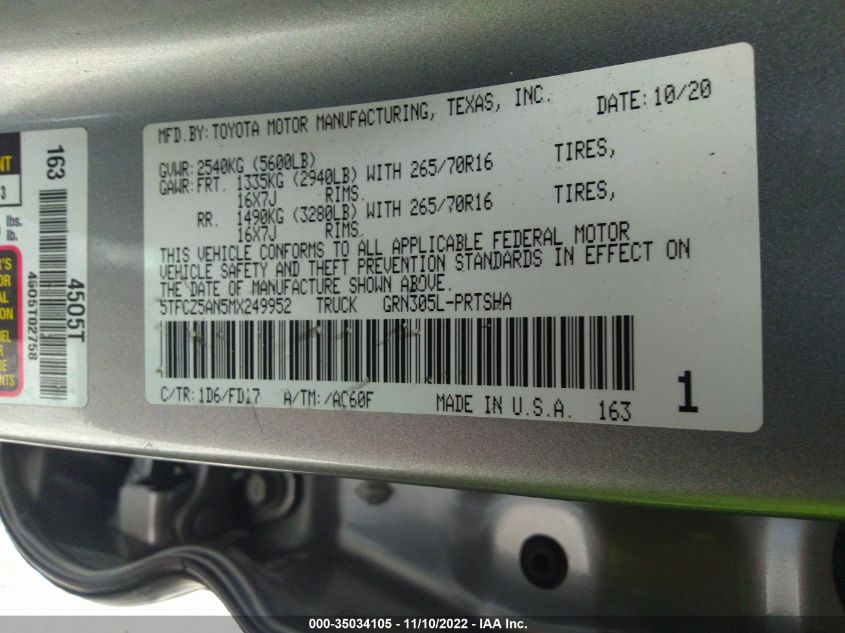 MFD.BY:TOYOTA MOTOR MANUFACTURING, TEXAS, INC. DATE:10/20
GVWR: 2540KG (5600LB)
GAWR:FRT. 1335KG (2940LB) WITH 265/70R16 TIRES,
16X7J RIMS.
RR. 1490KG (3280LB) WITH 265/70R16 TIRES,
16X7J RIMS.
THIS VEHICLE CONFORMS TO ALL APPLICABLE FEDERAL MOTOR
VEHICLE SAFETY AND THEFT PREVENTION STANDARDS IN EFFECT ON
THE DATE OF MANUFACTURE SHOWN ABOVE.
5TFCZ5AN5MX249952 TRUCK GRN305L-PRTSHA
C/TR:1D6/FD17 A/TM:/AC60F MADE IN U.S.A. 163 1
163
4505T
4G05T02758
lbs.
lb.
000-35034105 - 11/10/2022 - IAA Inc.